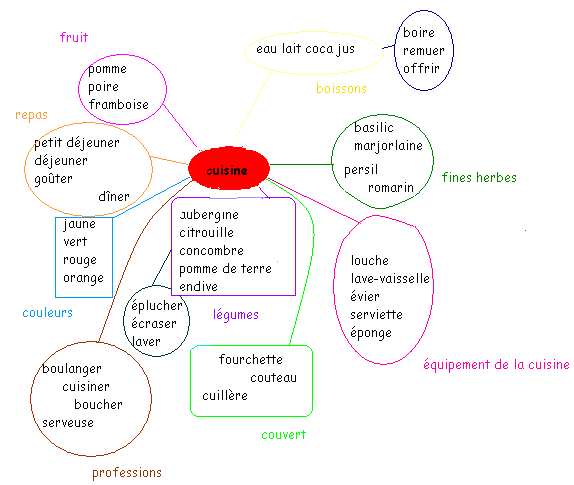 fruit
pomme
poire
framboise
eau lait coca jus
boissons
boire
remuer
offrir
repas
petit déjeuner
déjeuner
goûter
dîner
cuisine
basilic
marjorlaine
persil
romarin
fines herbes
jaune
vert
rouge
orange
couleurs
aubergine
citrouille
concombre
pomme de terre
endive
légumes
éplucher
écraser
laver
louche
lave-vaisselle
évier
serviette
éponge
équipement de la cuisine
fourchette
couteau
cuillère
couvert
boulanger
cuisiner
boucher
serveuse
professions